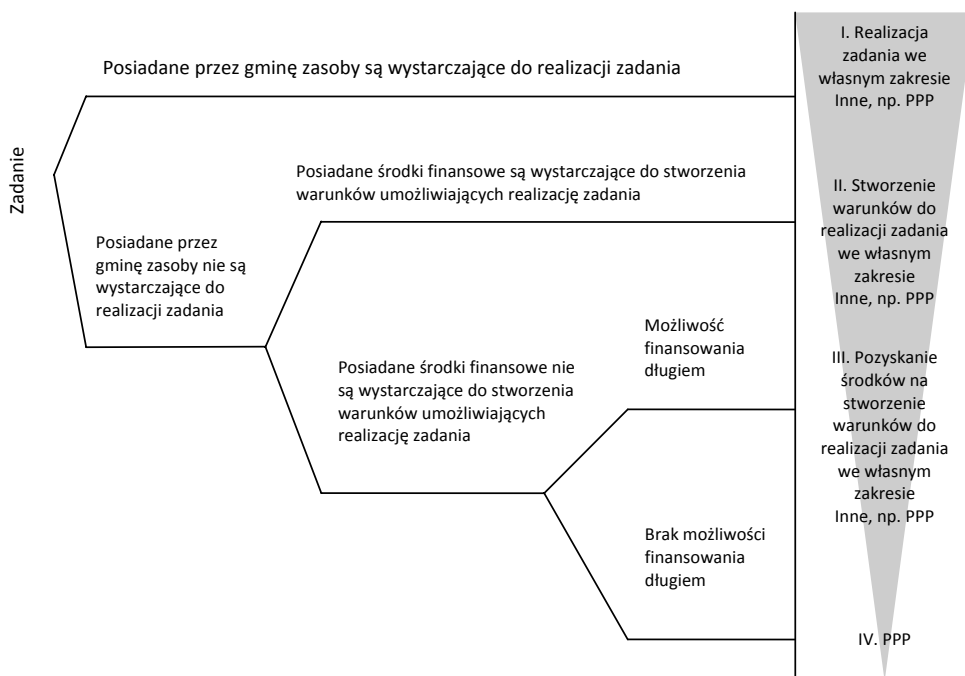 Zadanie
Posiadane przez gminę zasoby są wystarczające do realizacji zadania
Posiadane przez
gminę zasoby nie są
wystarczające do
realizacji zadania
Posiadane środki finansowe są wystarczające do stworzenia
warunków umożliwiających realizację zadania
Posiadane środki finansowe nie
są wystarczające do stworzenia
warunków umożliwiających
realizację zadania
Możliwość
finansowania
długiem
Brak możliwości
finansowania
długiem
I. Realizacja
zadania we
własnym zakresie
Inne, np. PPP
II. Stworzenie
warunków do
realizacji zadania
we własnym
zakresie
Inne, np. PPP
III. Pozyskanie
środków na
stworzenie
warunków do
realizacji zadania
we własnym
zakresie
Inne, np. PPP
IV. PPP